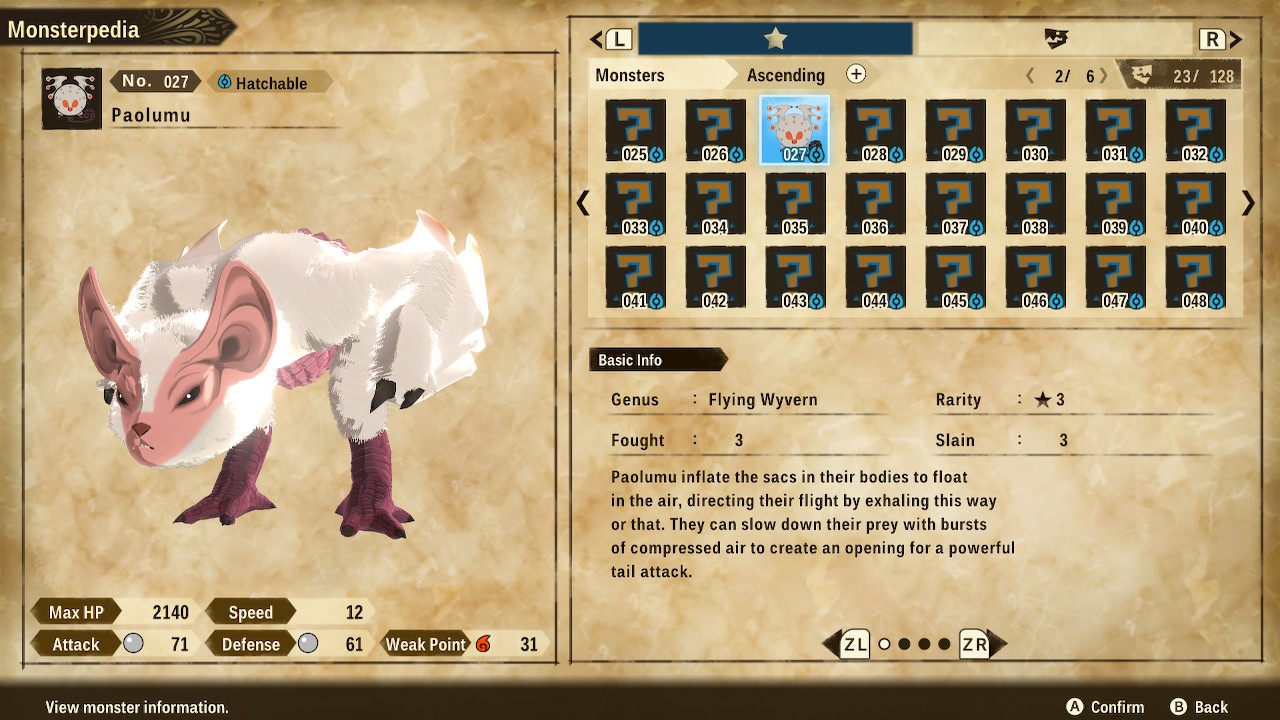 Monsterpedia
No. 027
Hatchable
Paolumu
L
R
Monsters
Ascending
2/ 6
23/ 128
025
026
027
028
029
030
031
032
033
034
035
036
037
038
039
040
041
042
043
044
045
046
047
048
Basic Info
Genus : Flying Wyvern
Rarity : ★ 3
Fought : 3
Slain : 3
Paolumu inflate the sacs in their bodies to float
in the air, directing their flight by exhaling this way
or that. They can slow down their prey with bursts
of compressed air to create an opening for a powerful
tail attack.
Max HP 2140
Speed 12
Attack 71
Defense 61
Weak Point 31
ZL
ZR
View monster information.
A Confirm
B Back